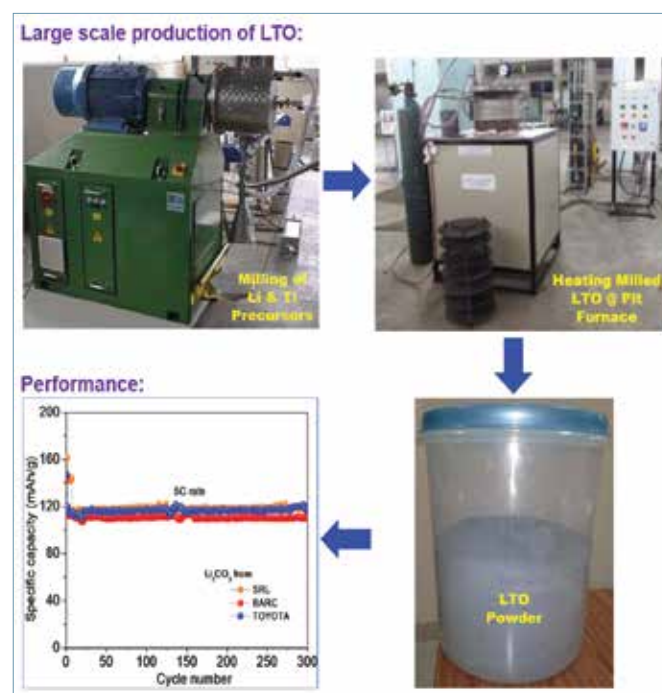 Large scale production of LTO:
Milling of
Li & Ti
Precursors
Heating Milled
LTO @ Pit
Furnace
Performance:
200
160
120
80
40
0
Specific capacity (mAh/g)
5C rate
Li₂CO₃ from
SRL
BARC
TOYOTA
0 50 100 150 200 250 300
Cycle number
LTO
Powder